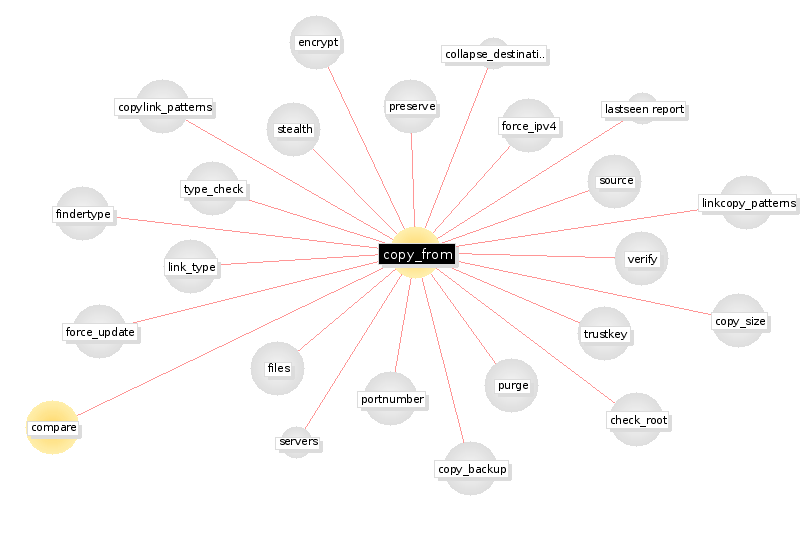 encrypt
collapse_destinati..
copylink_patterns
preserve
lastseen report
stealth
force_ipv4
type_check
source
linkcopy_patterns
findertype
copy_from
link_type
verify
force_update
copy_size
trustkey
files
purge
portnumber
compare
check_root
servers
copy_backup